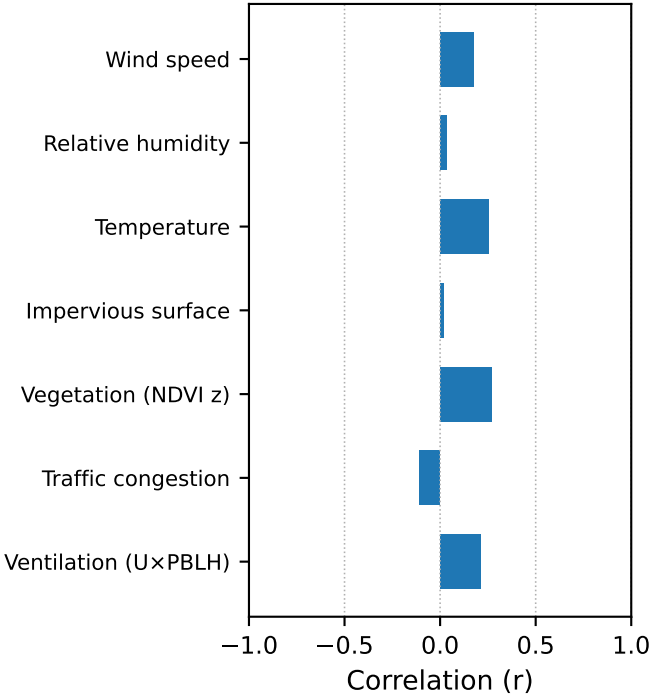 Wind speed
Relative humidity
Temperature
Impervious surface
Vegetation (NDVI z)
Traffic congestion
Ventilation (U×PBLH)
−1.0 −0.5 0.0 0.5 1.0
Correlation (r)